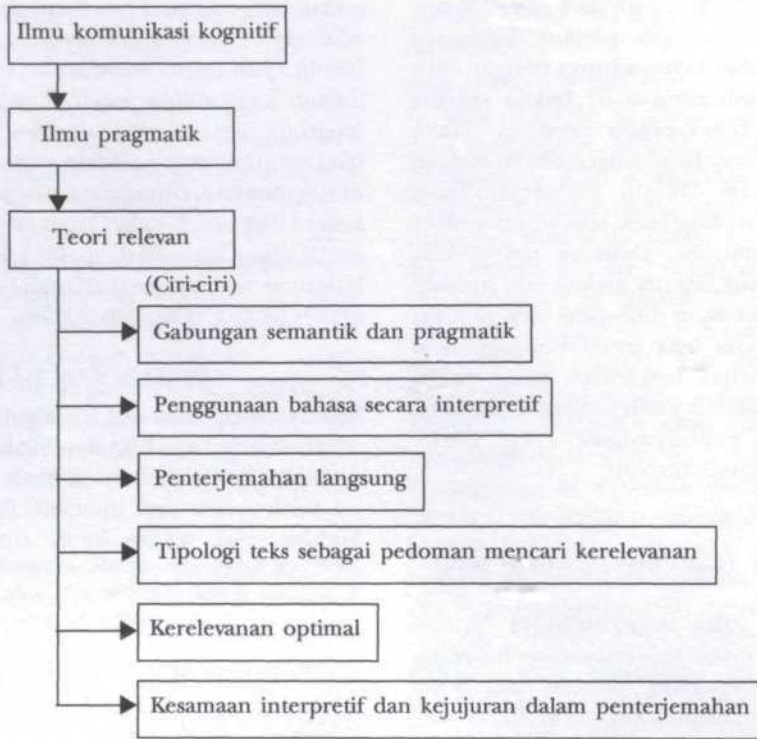 Ilmu komunikasi kognitif
Ilmu pragmatik
Teori relevan
(Ciri-ciri)
Gabungan semantik dan pragmatik
Penggunaan bahasa secara interpretif
Penterjemahan langsung
Tipologi teks sebagai pedoman mencari kerelevanan
Kerelevanan optimal
Kesamaan interpretif dan kejujuran dalam penterjemahan